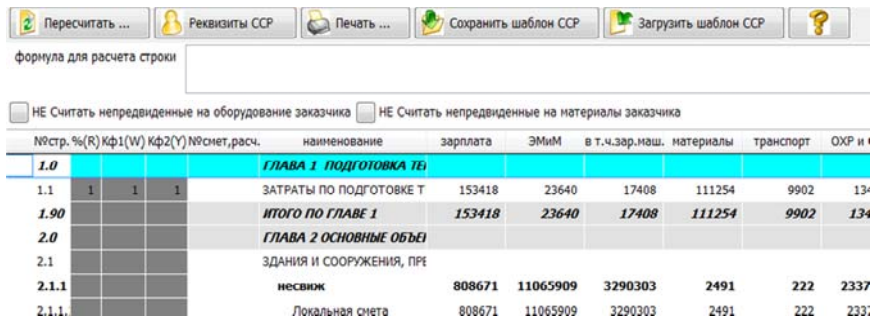 Пересчитать ... Реквизиты ССР Печать ... Сохранить шаблон ССР Загрузить шаблон ССР
формула для расчета строки
НЕ Считать непредвиденные на оборудование заказчика НЕ Считать непредвиденные на материалы заказчика
№стр. %(R) Кф1(W) Кф2(Y) №смет,расч. наименование зарплата ЭМиМ в т.ч.зар.маш. материалы транспорт ОХР и
1.0 ГЛАВА 1 ПОДГОТОВКА ТЕ
1.1 1 1 1 ЗАТРАТЫ ПО ПОДГОТОВКЕ Т 153418 23640 17408 111254 9902 134
1.90 ИТОГО ПО ГЛАВЕ 1 153418 23640 17408 111254 9902 134
2.0 ГЛАВА 2 ОСНОВНЫЕ ОБЪЕ
2.1 ЗДАНИЯ И СООРУЖЕНИЯ, ПРЕ
2.1.1 несвиж 808671 11065909 3290303 2491 222 2337
2.1.1. Локальная смета 808671 11065909 3290303 2491 222 2337